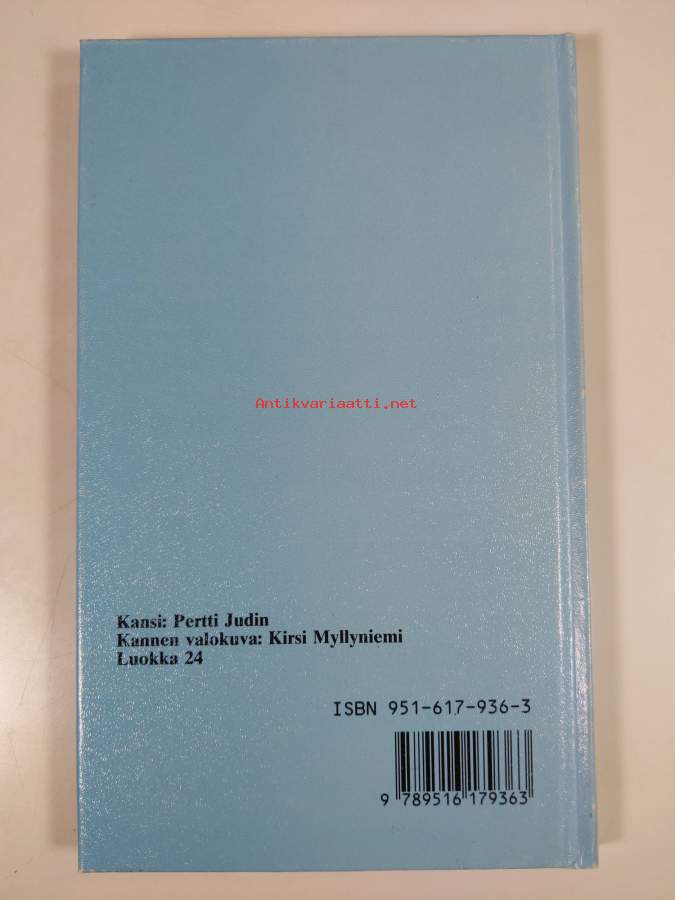 Antikvariaatti.net
Kansi: Pertti Judin
Kannen valokuva: Kirsi Myllyniemi
Luokka 24
ISBN 951-617-936-3
9 789516 179363